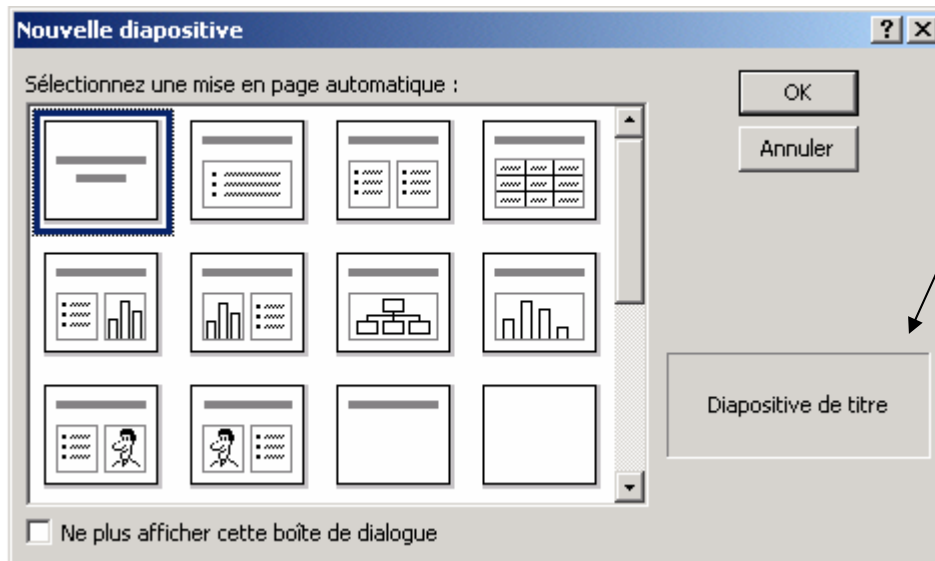 Nouvelle diapositive
Sélectionnez une mise en page automatique :
OK
Annuler
Diapositive de titre
Ne plus afficher cette boîte de dialogue